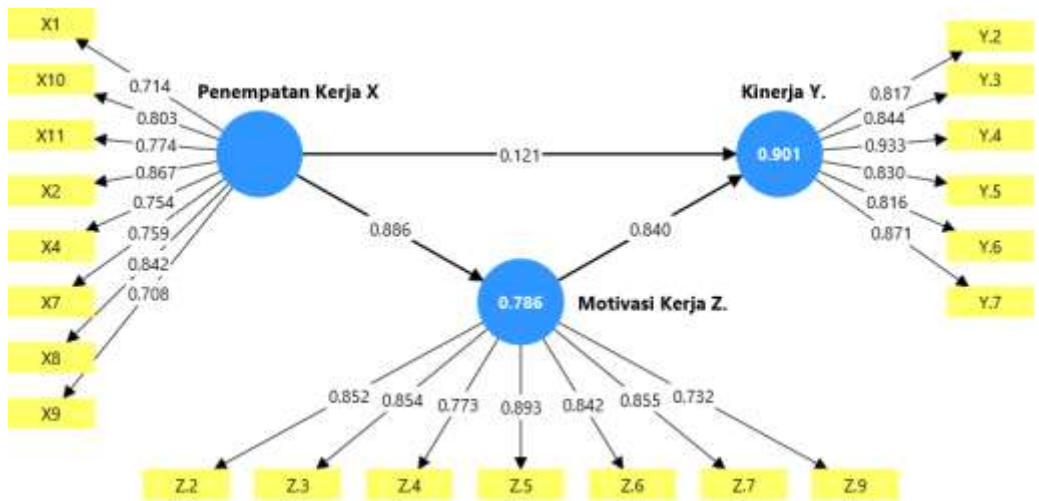 X1
X10
X11
X2
X4
X7
X8
X9
0.714
0.803
0.774
0.867
0.754
0.759
0.842
0.708
Penempatan Kerja X
0.121
0.886
0.840
Kinerja Y.
0.901
0.817
0.844
0.933
0.830
0.816
0.871
Y.2
Y.3
Y.4
Y.5
Y.6
Y.7
0.786
Motivasi Kerja Z.
0.852
0.854
0.773
0.893
0.842
0.855
0.732
Z.2
Z.3
Z.4
Z.5
Z.6
Z.7
Z.9